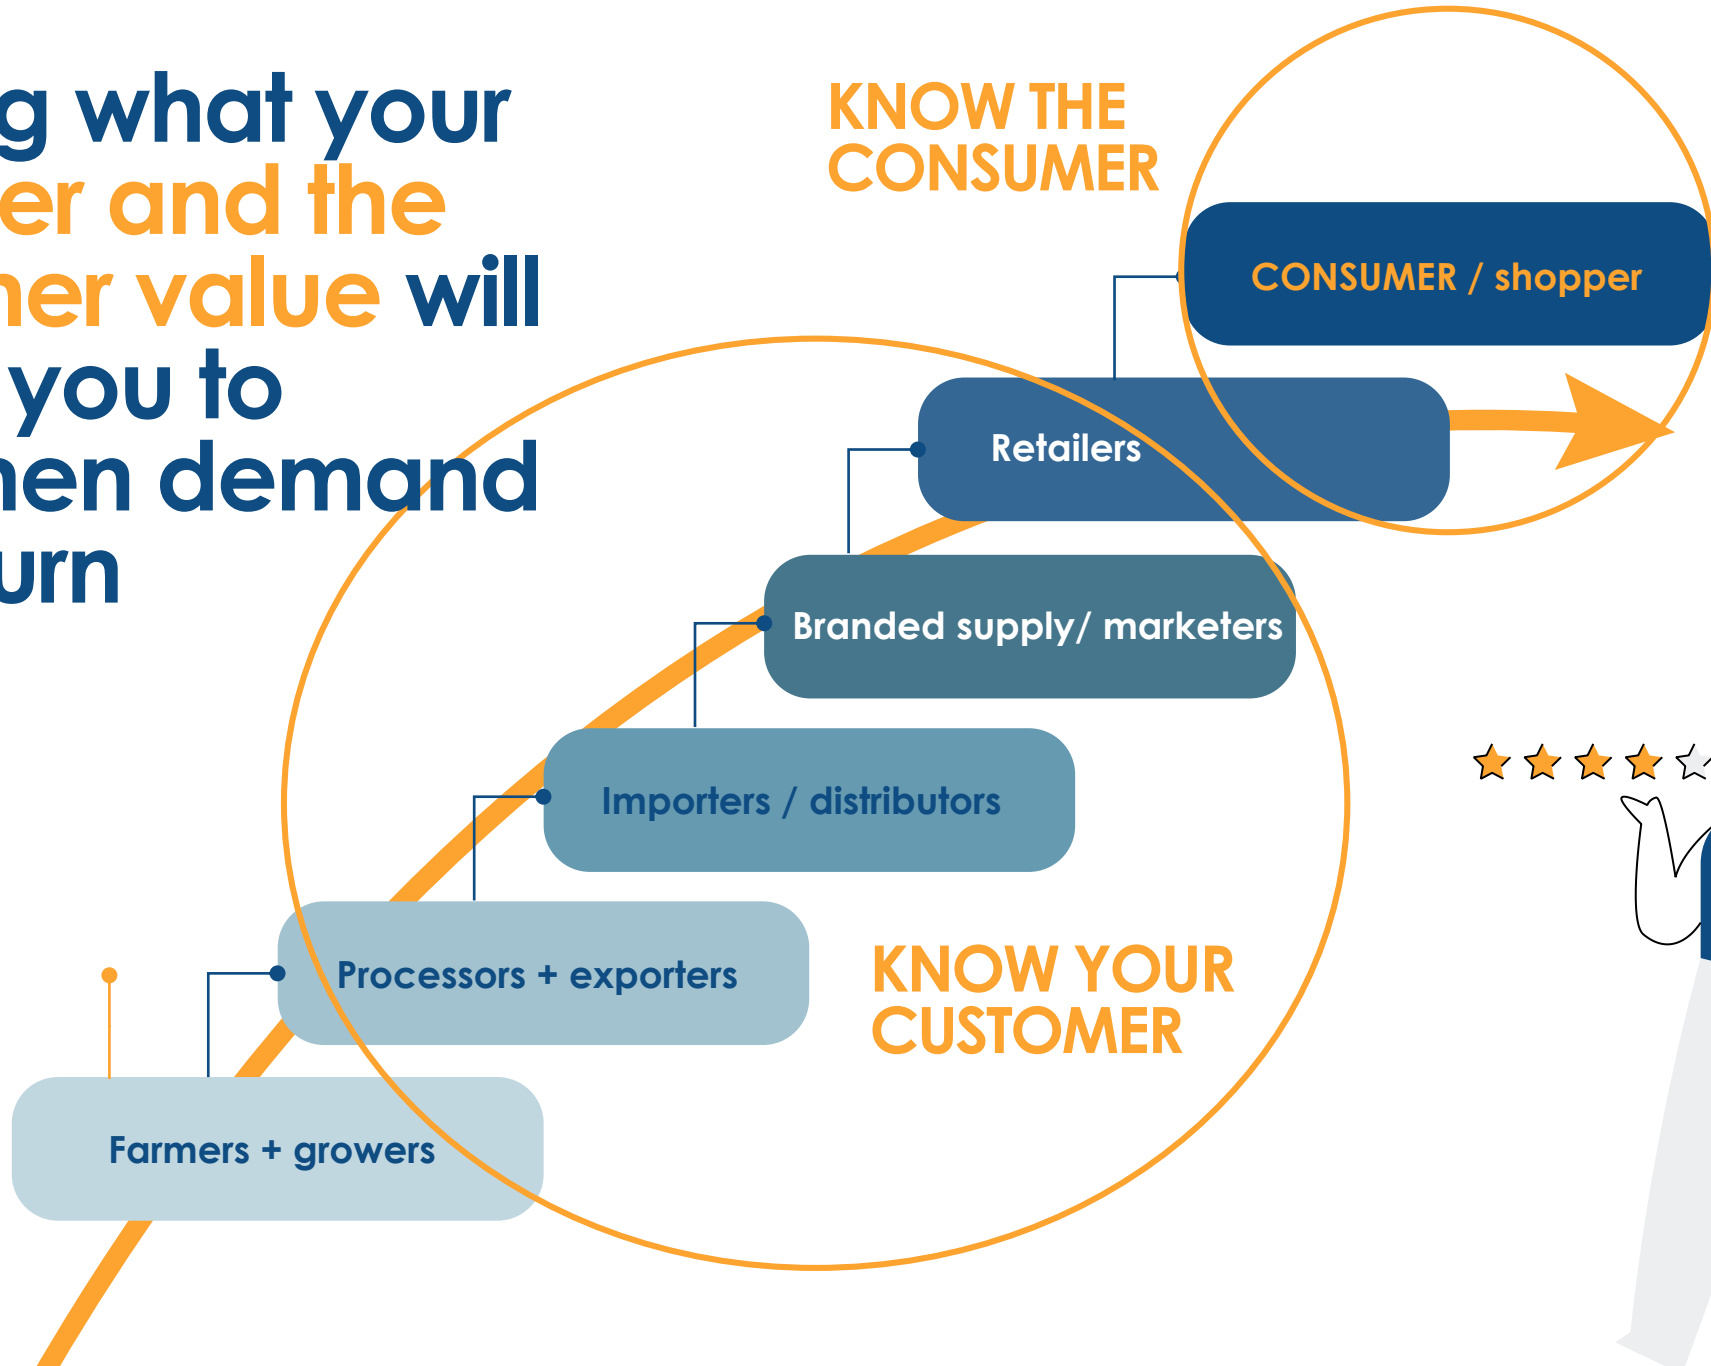 g what your
er and the
ner value will
you to
hen demand
urn
KNOW THE
CONSUMER
CONSUMER / shopper
Retailers
Branded supply/ marketers
Importers / distributors
Processors + exporters
KNOW YOUR
CUSTOMER
Farmers + growers